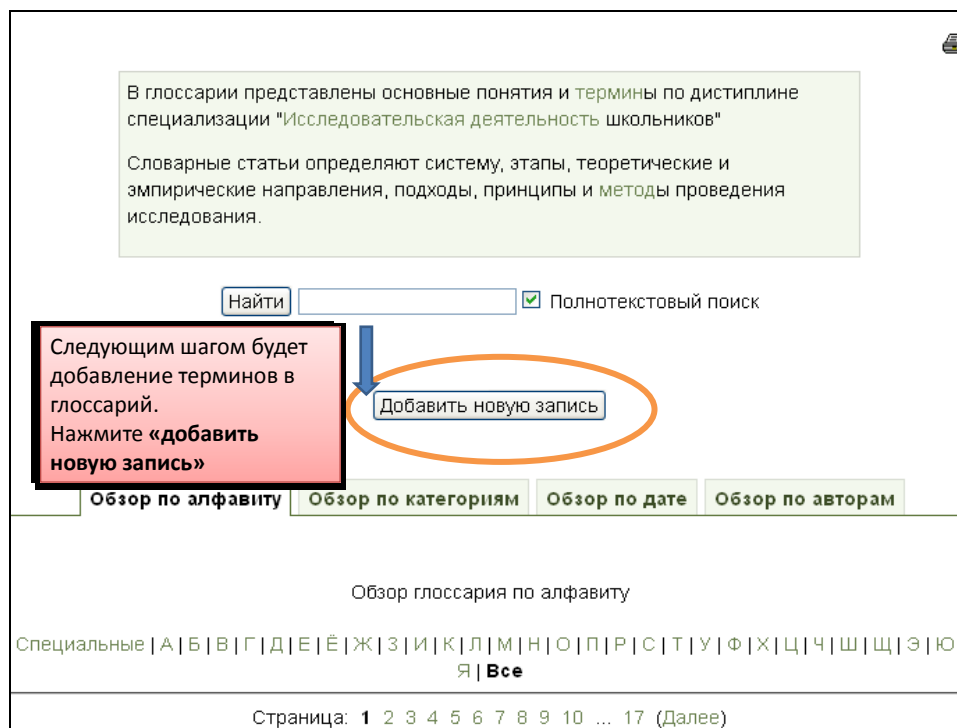 В глоссарии представлены основные понятия и термины по дистиплине
специализации "Исследовательская деятельность школьников"
Словарные статьи определяют систему, этапы, теоретические и
эмпирические направления, подходы, принципы и методы проведения
исследования.
Найти
Полнотекстовый поиск
Следующим шагом будет
добавление терминов в
глоссарий.
Нажмите «добавить
новую запись»
Добавить новую запись
Обзор по алфавиту
Обзор по категориям
Обзор по дате
Обзор по авторам
Обзор глоссария по алфавиту
Специальные | А | Б | В | Г | Д | Е | Ё | Ж | З | И | К | Л | М | Н | О | П | Р | С | Т | У | Ф | Х | Ц | Ч | Ш | Щ | Э | Ю
Я | Все
Страница: 1 2 3 4 5 6 7 8 9 10 ... 17 (Далее)